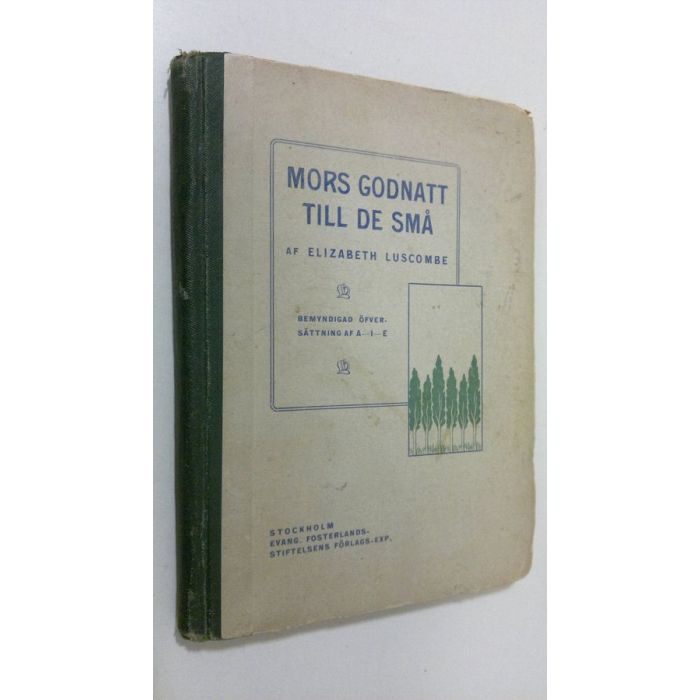 MORS GODNATT
TILL DE SMÅ
AF ELIZABETH LUSCOMBE
BEMYNDIGAD ÖFVER-
SÄTTNING AF A—I—E
STOCKHOLM
EVANG. FOSTERLANDS-
STIFTELSENS FÖRLAGS-EXP.